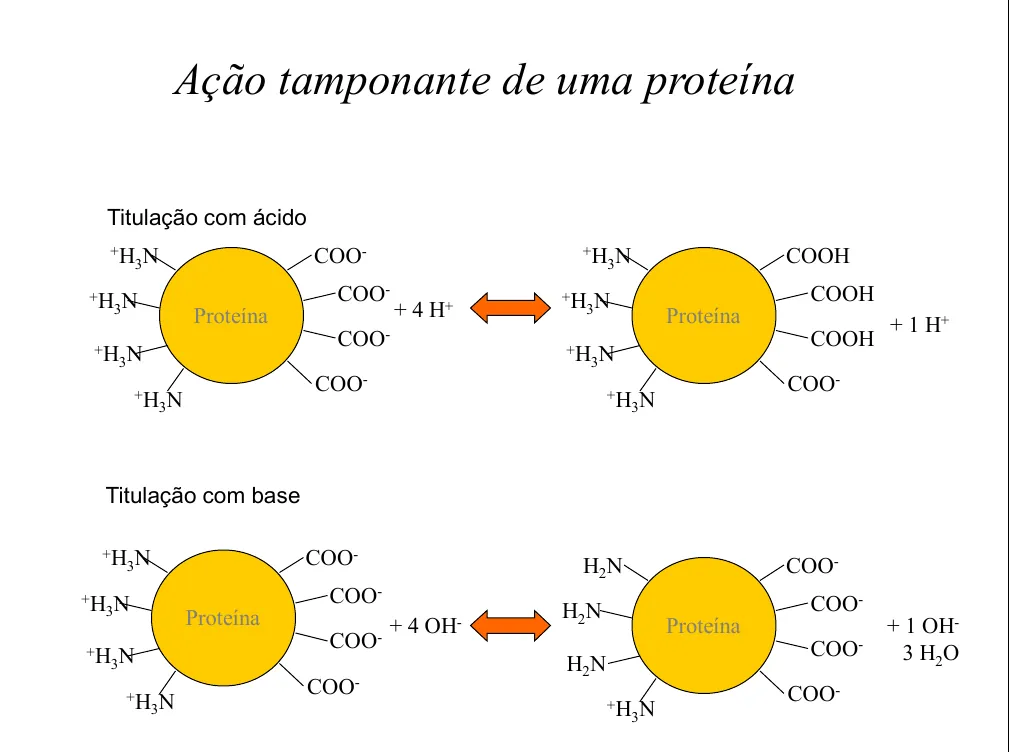 Ação tamponante de uma proteína
Titulação com ácido
⁺H₃N
COO⁻
⁺H₃N
COO⁻
Proteína
+ 4 H⁺
⁺H₃N
COO⁻
⁺H₃N
COO⁻
⁺H₃N
COOH
⁺H₃N
COOH
Proteína
+ 1 H⁺
⁺H₃N
COOH
⁺H₃N
COO⁻
Titulação com base
⁺H₃N
COO⁻
⁺H₃N
COO⁻
Proteína
+ 4 OH⁻
⁺H₃N
COO⁻
⁺H₃N
COO⁻
H₂N
COO⁻
H₂N
COO⁻
Proteína
+ 1 OH⁻
3 H₂O
H₂N
COO⁻
⁺H₃N
COO⁻